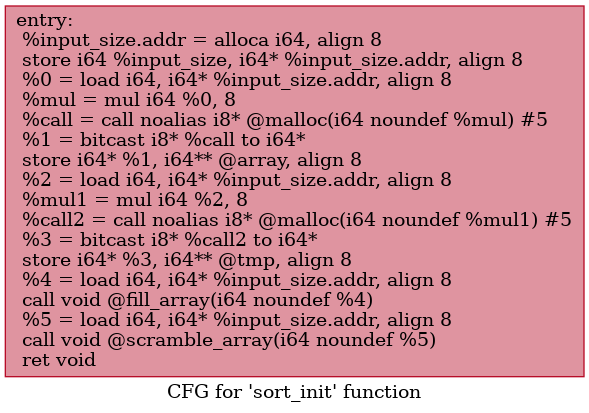 entry:
%input_size.addr = alloca i64, align 8
store i64 %input_size, i64* %input_size.addr, align 8
%0 = load i64, i64* %input_size.addr, align 8
%mul = mul i64 %0, 8
%call = call noalias i8* @malloc(i64 noundef %mul) #5
%1 = bitcast i8* %call to i64*
store i64* %1, i64** @array, align 8
%2 = load i64, i64* %input_size.addr, align 8
%mul1 = mul i64 %2, 8
%call2 = call noalias i8* @malloc(i64 noundef %mul1) #5
%3 = bitcast i8* %call2 to i64*
store i64* %3, i64** @tmp, align 8
%4 = load i64, i64* %input_size.addr, align 8
call void @fill_array(i64 noundef %4)
%5 = load i64, i64* %input_size.addr, align 8
call void @scramble_array(i64 noundef %5)
ret void
CFG for 'sort_init' function